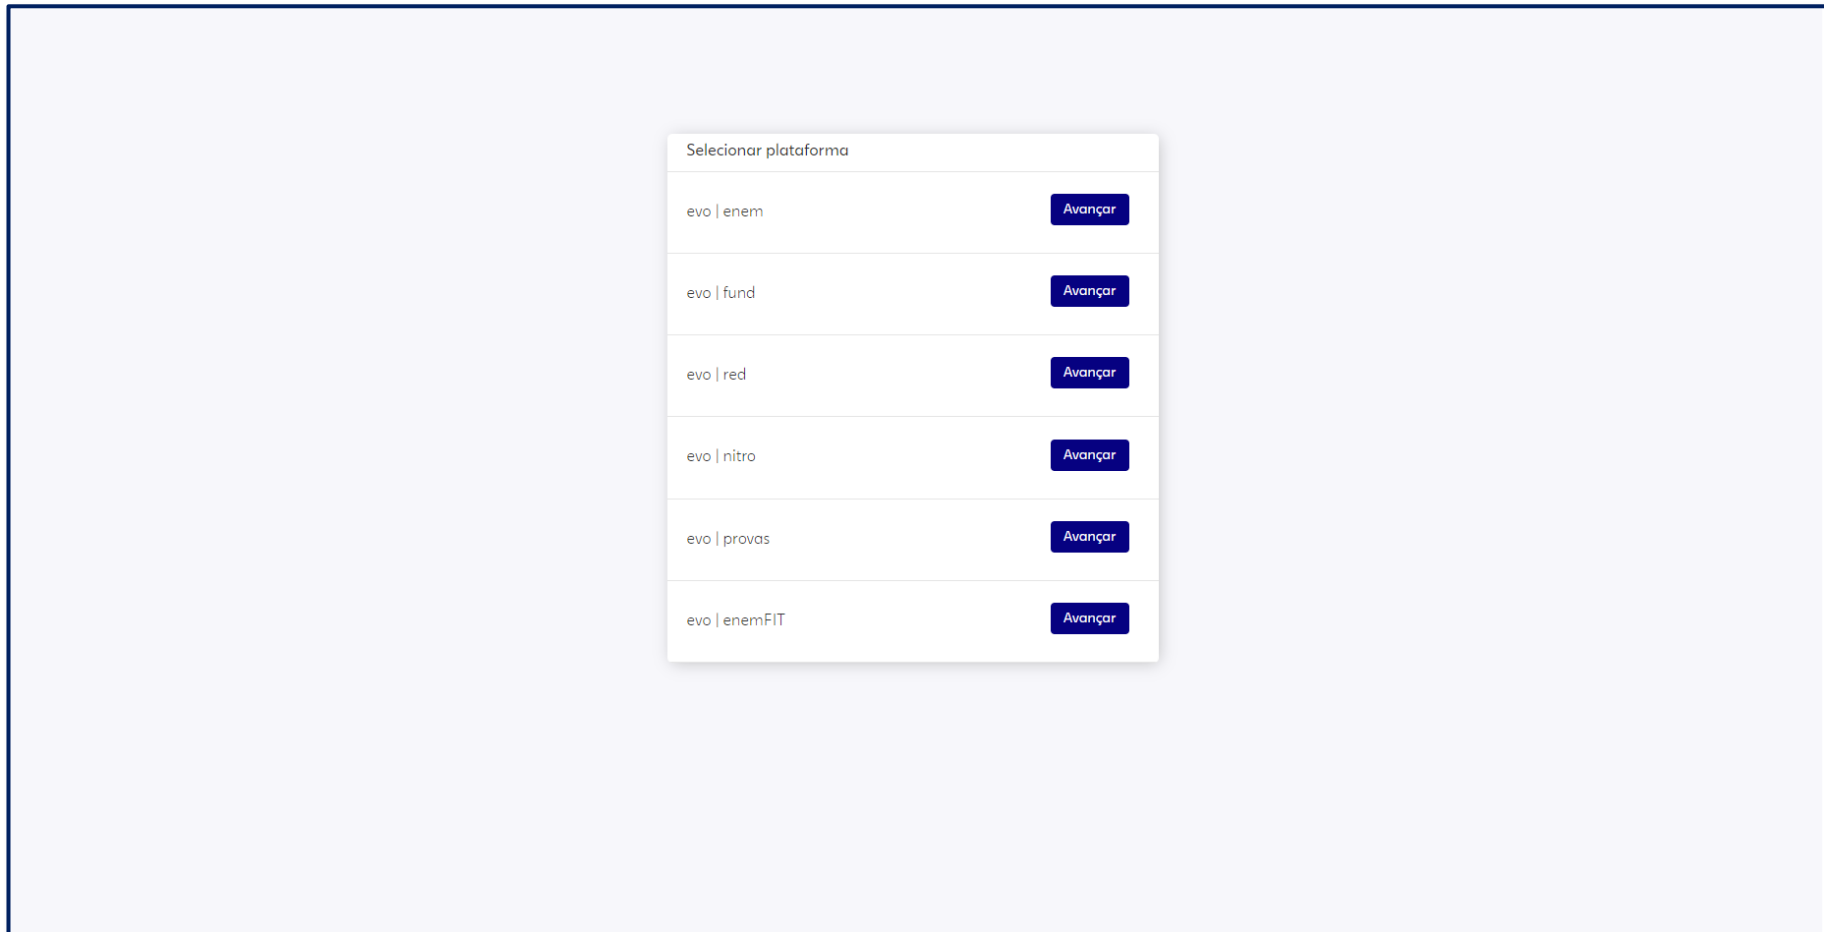 Selecionar plataforma
evo | enem Avançar
evo | fund Avançar
evo | red Avançar
evo | nitro Avançar
evo | provas Avançar
evo | enemFIT Avançar